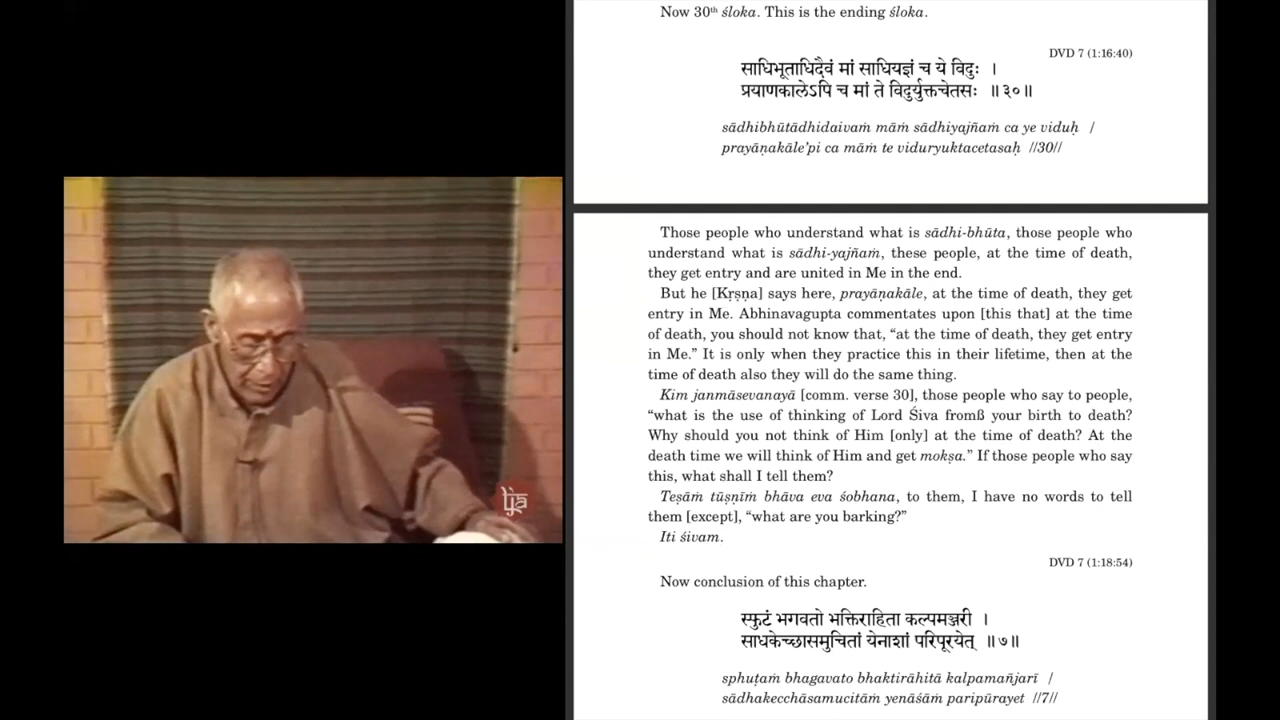 Now 30th śloka. This is the ending śloka.
DVD 7 (1:16:40)
साधिभूताधिदैवं मां साधियज्ञं च ये विदुः ।
प्रयाणकालेऽपि च मां ते विदुर्युक्तचेतसः ॥३०॥
sādhibhūtādhidaivaṁ māṁ sādhiyajñaṁ ca ye viduḥ /
prayāṇakāle’pi ca māṁ te viduryuktacetasaḥ //30//
Those people who understand what is sādhi-bhūta, those people who
understand what is sādhi-yajñaṁ, these people, at the time of death,
they get entry and are united in Me in the end.
But he [Kṛṣṇa] says here, prayāṇakāle, at the time of death, they get
entry in Me. Abhinavagupta commentates upon [this that] at the time
of death, you should not know that, “at the time of death, they get entry
in Me.” It is only when they practice this in their lifetime, then at the
time of death also they will do the same thing.
Kim janmāsevanayā [comm. verse 30], those people who say to people,
“what is the use of thinking of Lord Śiva fromß your birth to death?
Why should you not think of Him [only] at the time of death? At the
death time we will think of Him and get mokṣa.” If those people who say
this, what shall I tell them?
Teṣāṁ tūṣṇīṁ bhāva eva śobhana, to them, I have no words to tell
them [except], “what are you barking?”
Iti śivam.
DVD 7 (1:18:54)
Now conclusion of this chapter.
स्फुटं भगवतो भक्तिराहिता कल्पमञ्जरी ।
साधकेच्छासमुचितां येनाशां परिपूरयेत् ॥७॥
sphuṭaṁ bhagavato bhaktirāhitā kalpamañjarī /
sādhakecchāsamucitāṁ yenāśāṁ paripūrayet //7//